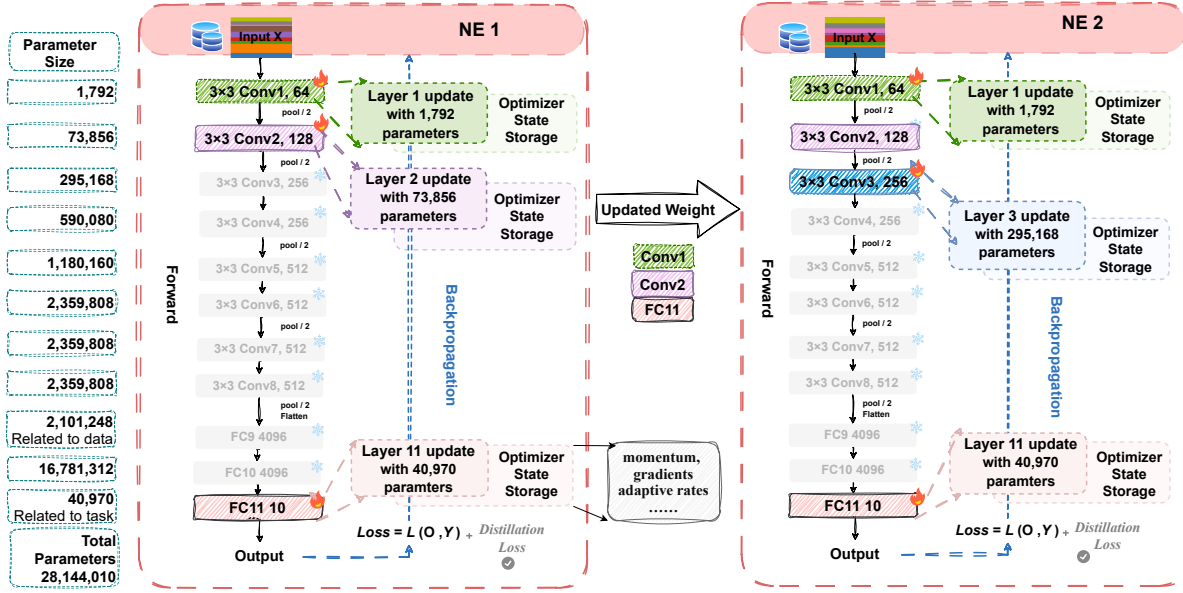 Parameter
Size
1,792
73,856
295,168
590,080
1,180,160
2,359,808
2,359,808
2,359,808
2,101,248
Related to data
16,781,312
40,970
Related to task
Total
Parameters
28,144,010
NE 1
Input X
3×3 Conv1, 64
pool / 2
3×3 Conv2, 128
pool / 2
3×3 Conv3, 256
3×3 Conv4, 256
pool / 2
3×3 Conv5, 512
3×3 Conv6, 512
pool / 2
3×3 Conv7, 512
3×3 Conv8, 512
pool / 2
Flatten
FC9 4096
FC10 4096
FC11 10
Output
Forward
Layer 1 update
with 1,792
parameters
Optimizer
State
Storage
Layer 2 update
with 73,856
parameters
Optimizer
State
Storage
Backpropagation
Layer 11 update
with 40,970
paramters
Optimizer
State
Storage
Loss = L (O ,Y) + Distillation
Loss
momentum,
gradients
adaptive rates
......
Updated Weight
Conv1
Conv2
FC11
NE 2
Input X
3×3 Conv1, 64
pool / 2
3×3 Conv2, 128
pool / 2
3×3 Conv3, 256
3×3 Conv4, 256
pool / 2
3×3 Conv5, 512
3×3 Conv6, 512
pool / 2
3×3 Conv7, 512
3×3 Conv8, 512
pool / 2
Flatten
FC9 4096
FC10 4096
FC11 10
Output
Forward
Layer 1 update
with 1,792
parameters
Optimizer
State
Storage
Layer 3 update
with 295,168
parameters
Optimizer
State
Storage
Backpropagation
Layer 11 update
with 40,970
paramters
Optimizer
State
Storage
Loss = L (O ,Y) + Distillation
Loss